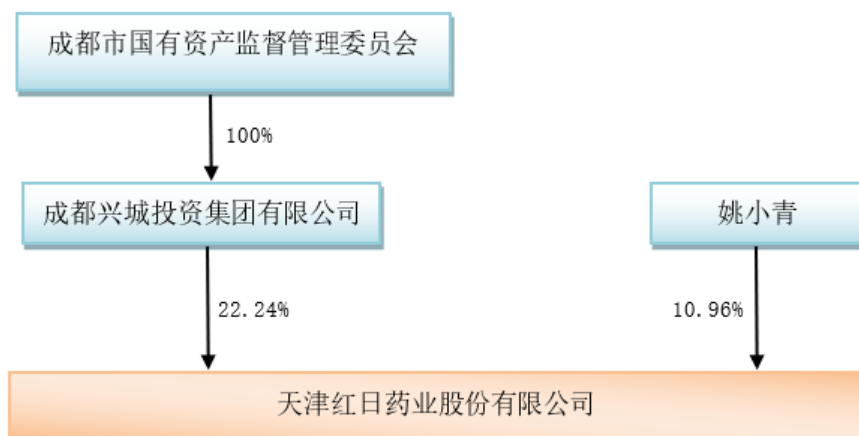 成都市国有资产监督管理委员会
100%
成都兴城投资集团有限公司
姚小青
22.24%
10.96%
天津红日药业股份有限公司